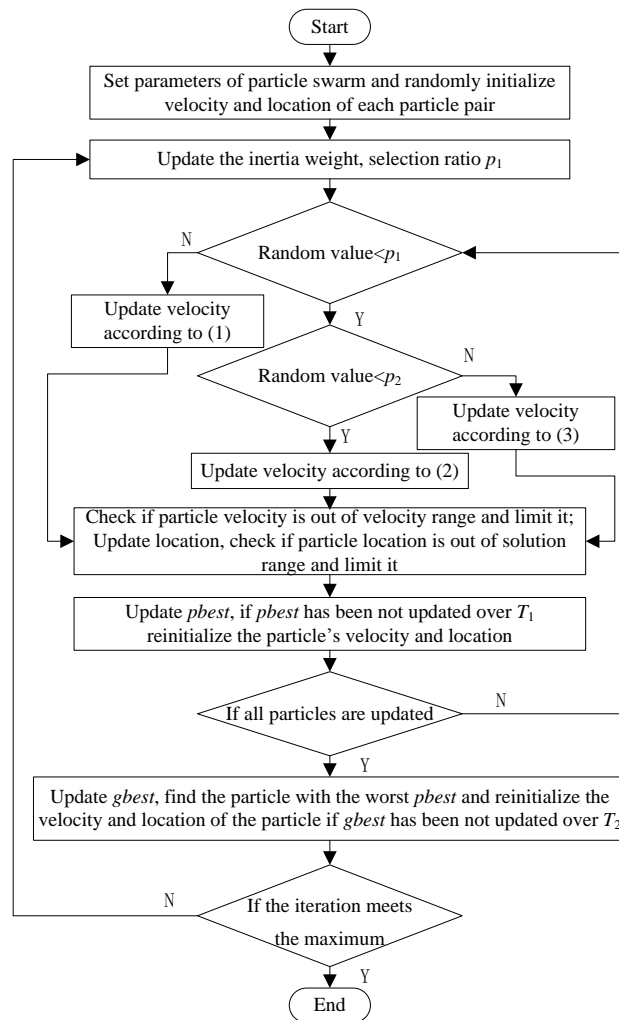 Start
Set parameters of particle swarm and randomly initialize
velocity and location of each particle pair
Update the inertia weight, selection ratio p1
N
Random value<p1
Update velocity
according to (1)
Y
N
Random value<p2
Update velocity
according to (3)
Y
Update velocity according to (2)
Check if particle velocity is out of velocity range and limit it;
Update location, check if particle location is out of solution
range and limit it
Update pbest, if pbest has been not updated over T1
reinitialize the particle's velocity and location
If all particles are updated
N
Y
Update gbest, find the particle with the worst pbest and reinitialize the
velocity and location of the particle if gbest has been not updated over T2
N
If the iteration meets
the maximum
Y
End